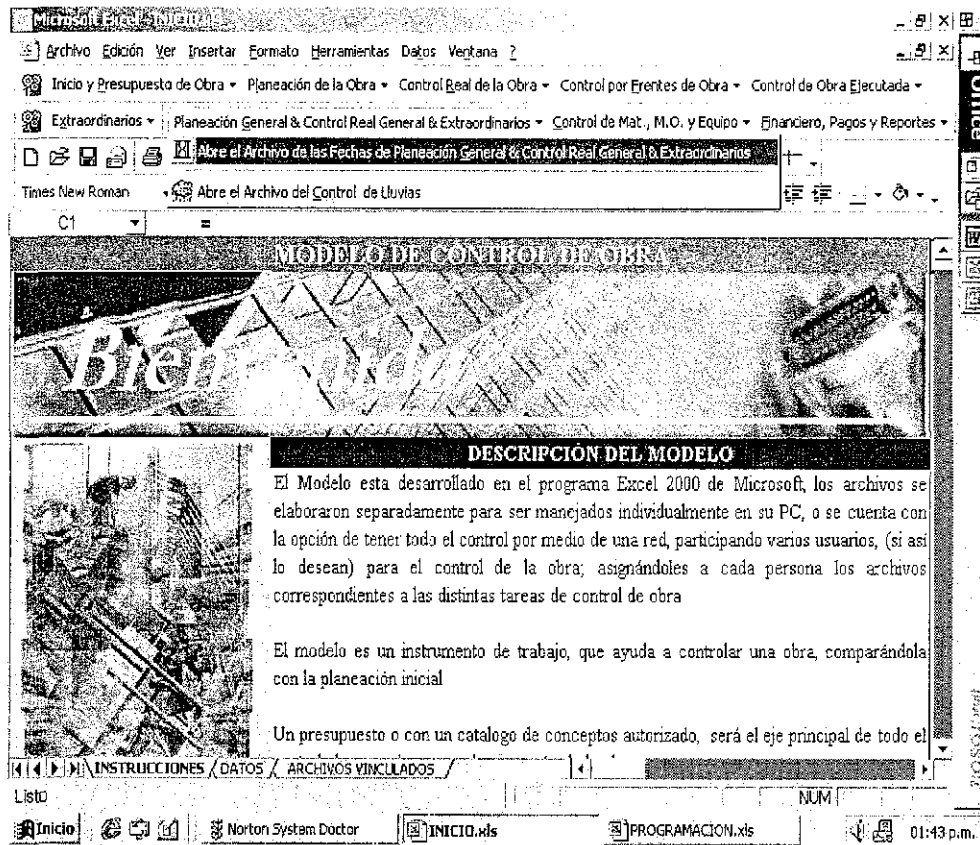 Microsoft Excel - INICIO.xls
Archivo Edición Ver Insertar Formato Herramientas Datos Ventana ?
Inicio y Presupuesto de Obra Planeación de la Obra Control Real de la Obra Control por Frentes de Obra Control de Obra Ejecutada
Extraordinarios Planeación General & Control Real General & Extraordinarios Control de Mat., M.O. y Equipo Financiero, Pagos y Reportes
Abre el Archivo de las Fechas de Planeación General & Control Real General & Extraordinarios
Times New Roman Abre el Archivo del Control de Lluvias
C1 =
MODELO DE CONTROL DE OBRA
Bienvenido
DESCRIPCIÓN DEL MODELO
El Modelo esta desarrollado en el programa Excel 2000 de Microsoft, los archivos se
elaboraron separadamente para ser manejados individualmente en su PC, o se cuenta con
la opción de tener todo el control por medio de una red, participando varios usuarios, (si así
lo desean) para el control de la obra; asignándoles a cada persona los archivos
correspondientes a las distintas tareas de control de obra
El modelo es un instrumento de trabajo, que ayuda a controlar una obra, comparándola
con la planeación inicial
Un presupuesto o con un catalogo de conceptos autorizado, será el eje principal de todo el
INSTRUCCIONES DATOS ARCHIVOS VINCULADOS
Listo NUM
Inicio Norton System Doctor INICIO.xls PROGRAMACION.xls 01:43 p.m.
Office